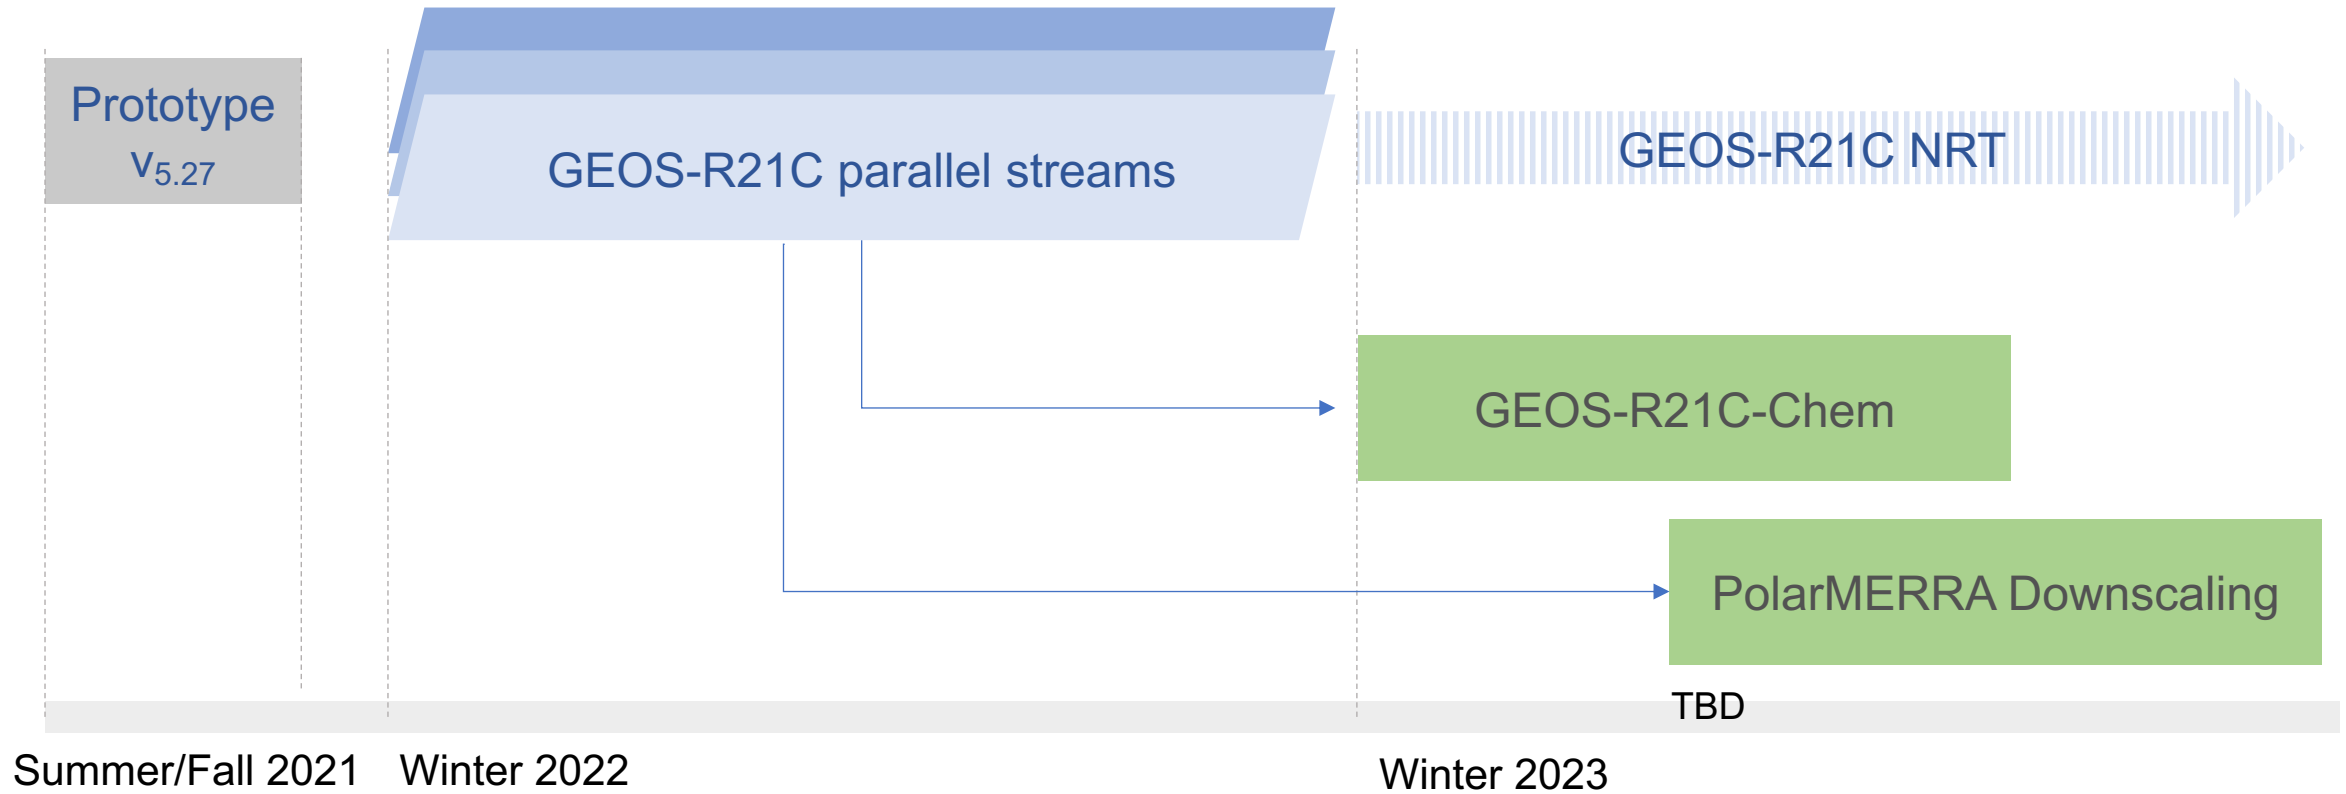 Prototype
v5.27
GEOS-R21C parallel streams
GEOS-R21C NRT
GEOS-R21C-Chem
PolarMERRA Downscaling
TBD
Summer/Fall 2021
Winter 2022
Winter 2023